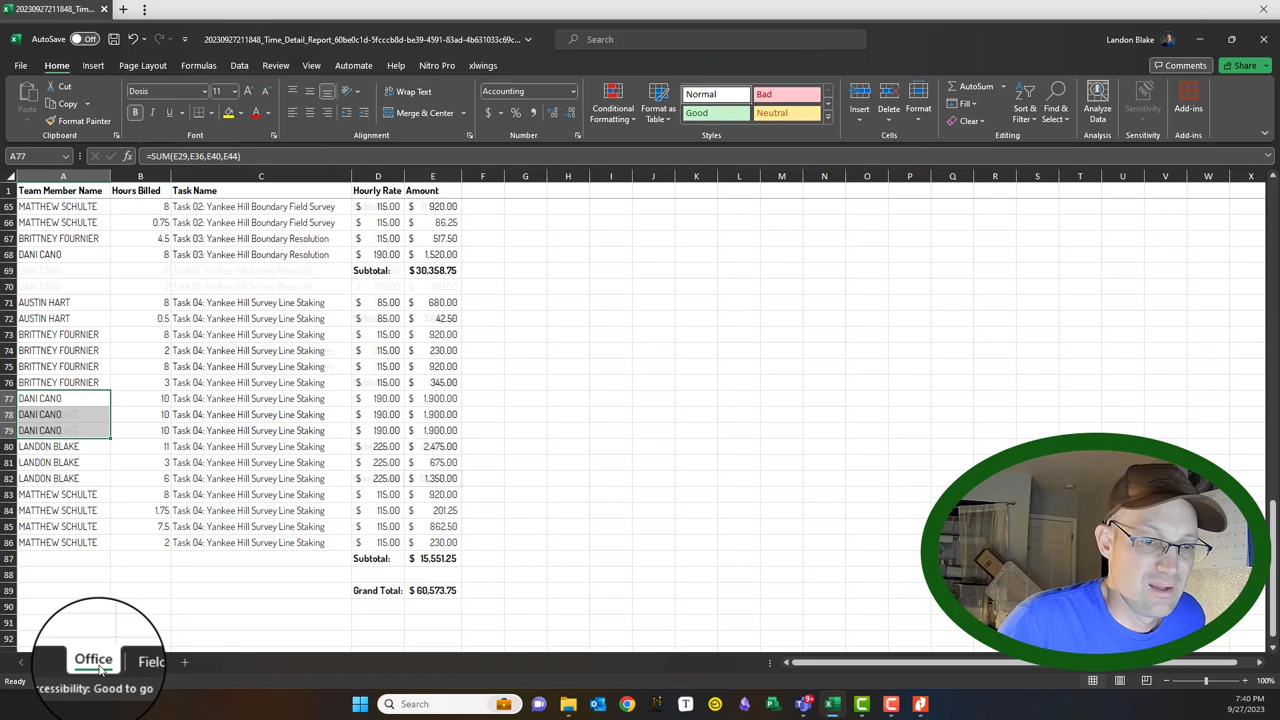 20230927211848_Time... × +
AutoSave Off 20230927211848_Time_Detail_Report_60be0c1d-5fcccb8d-be39-4591-83ad-4b631033c69c... Search Landon Blake
File Home Insert Page Layout Formulas Data Review View Automate Help Nitro Pro xlwings Comments Share
Paste Cut Copy Format Painter Clipboard
Dosis 11 B I U Font
Wrap Text Merge & Center Alignment
Accounting $ % Number
Conditional Formatting Format as Table Normal Bad Good Neutral Styles
Insert Delete Format Cells
AutoSum Fill Clear Sort & Filter Find & Select Editing
Analyze Data Analysis Sensitivity Sensitivity Add-ins Add-ins
A77 fx =SUM(E29,E36,E40,E44)
A B C D E F G H I J K L M N O P Q R S T U V W X
1 Team Member Name Hours Billed Task Name Hourly Rate Amount
65 MATTHEW SCHULTE 8 Task 02: Yankee Hill Boundary Field Survey $ 115.00 $ 920.00
66 MATTHEW SCHULTE 0.75 Task 02: Yankee Hill Boundary Field Survey $ 115.00 $ 86.25
67 BRITTNEY FOURNIER 4.5 Task 03: Yankee Hill Boundary Resolution $ 115.00 $ 517.50
68 DANI CANO 8 Task 03: Yankee Hill Boundary Resolution $ 190.00 $ 1,520.00
69 DANI CANO Task 01: Yankee Hill Survey Research Subtotal: $ 30,358.75
70 DANI CANO 2 Task 01: Yankee Hill Survey Research $ 190.00 $
71 AUSTIN HART 8 Task 04: Yankee Hill Survey Line Staking $ 85.00 $ 680.00
72 AUSTIN HART 0.5 Task 04: Yankee Hill Survey Line Staking $ 85.00 $ 42.50
73 BRITTNEY FOURNIER 8 Task 04: Yankee Hill Survey Line Staking $ 115.00 $ 920.00
74 BRITTNEY FOURNIER 2 Task 04: Yankee Hill Survey Line Staking $ 115.00 $ 230.00
75 BRITTNEY FOURNIER 8 Task 04: Yankee Hill Survey Line Staking $ 115.00 $ 920.00
76 BRITTNEY FOURNIER 3 Task 04: Yankee Hill Survey Line Staking $ 115.00 $ 345.00
77 DANI CANO 10 Task 04: Yankee Hill Survey Line Staking $ 190.00 $ 1,900.00
78 DANI CANO 10 Task 04: Yankee Hill Survey Line Staking $ 190.00 $ 1,900.00
79 DANI CANO 10 Task 04: Yankee Hill Survey Line Staking $ 190.00 $ 1,900.00
80 LANDON BLAKE 11 Task 04: Yankee Hill Survey Line Staking $ 225.00 $ 2,475.00
81 LANDON BLAKE 3 Task 04: Yankee Hill Survey Line Staking $ 225.00 $ 675.00
82 LANDON BLAKE 6 Task 04: Yankee Hill Survey Line Staking $ 225.00 $ 1,350.00
83 MATTHEW SCHULTE 8 Task 04: Yankee Hill Survey Line Staking $ 115.00 $ 920.00
84 MATTHEW SCHULTE 1.75 Task 04: Yankee Hill Survey Line Staking $ 115.00 $ 201.25
85 MATTHEW SCHULTE 7.5 Task 04: Yankee Hill Survey Line Staking $ 115.00 $ 862.50
86 MATTHEW SCHULTE 2 Task 04: Yankee Hill Survey Line Staking $ 115.00 $ 230.00
87 Subtotal: $ 15,551.25
88
89 Grand Total: $ 60,573.75
90
91
92
Office Field
Ready ccessibility: Good to go 100%
Search 7:40 PM
9/27/2023